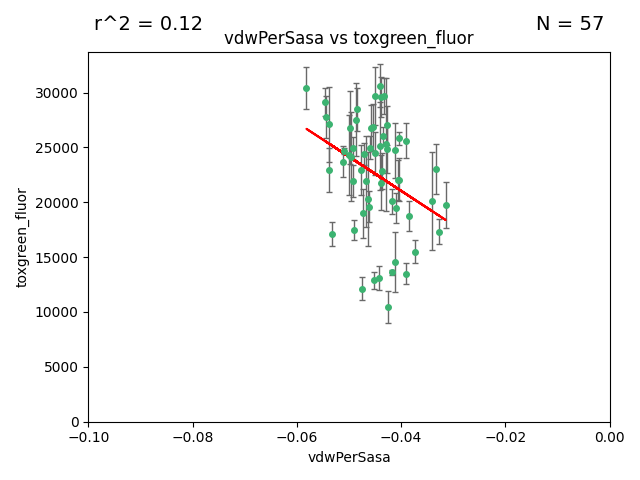 r^2 = 0.12
N = 57
vdwPerSasa vs toxgreen_fluor
30000
25000
20000
15000
10000
5000
0
toxgreen_fluor
−0.10
−0.08
−0.06
−0.04
−0.02
0.00
vdwPerSasa